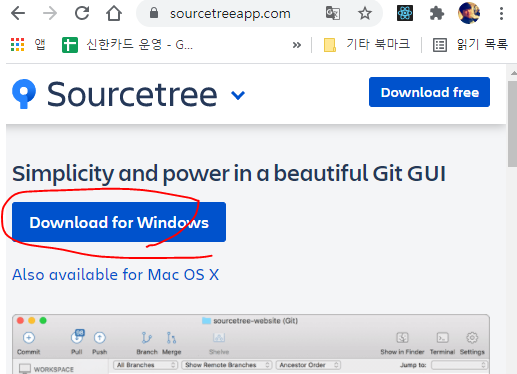 sourcetreeapp.com
앱 신한카드 운영 - G... » 기타 북마크 읽기 목록
Sourcetree Download free
Simplicity and power in a beautiful Git GUI
Download for Windows
Also available for Mac OS X
sourcetree-website (Git)
Commit Pull Push Branch Merge Shelve Show in Finder Terminal Settings
WORKSPACE All Branches Show Remote Branches Ancestor Order Jump to: